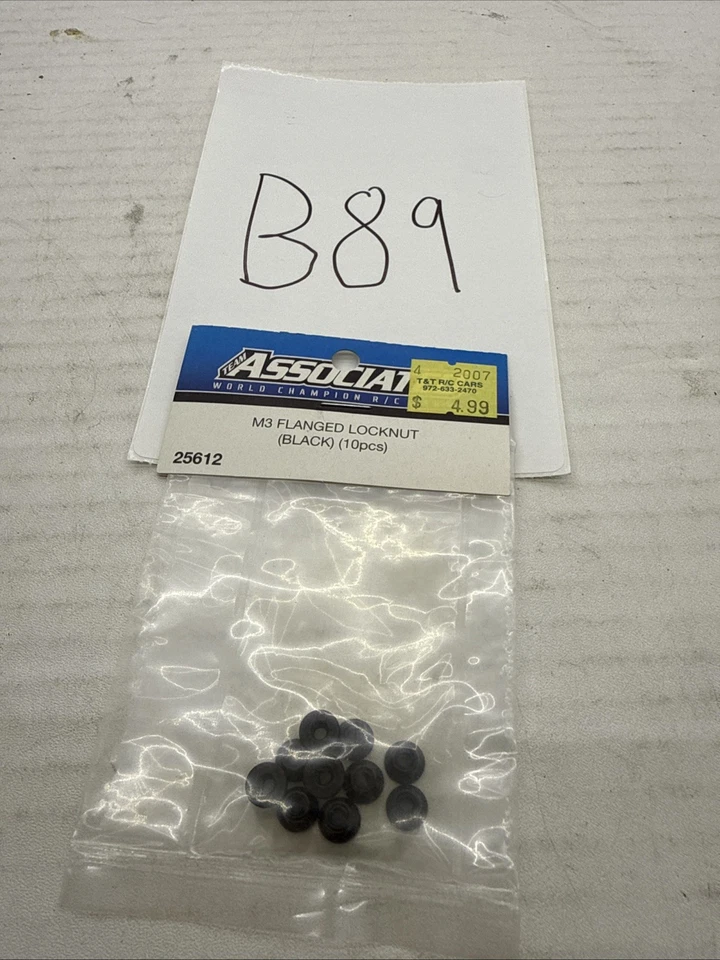 B89
TEAM
ASSOCIAT
WORLD CHAMPION R/C
4 2007
T&T R/C CARS
972-633-2470
$ 4.99
M3 FLANGED LOCKNUT
(BLACK) (10pcs)
25612